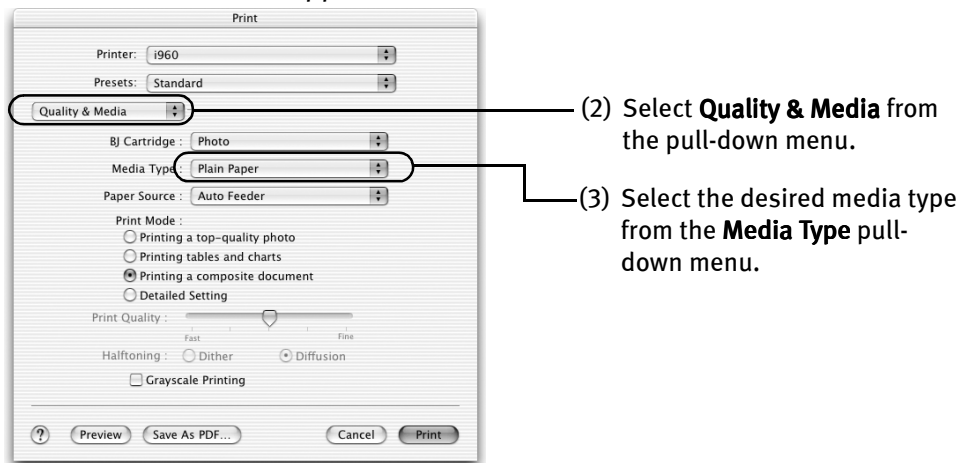 Print
Printer: i960
Presets: Standard
Quality & Media
BJ Cartridge : Photo
Media Type : Plain Paper
Paper Source : Auto Feeder
Print Mode :
Printing a top-quality photo
Printing tables and charts
Printing a composite document
Detailed Setting
Print Quality :
Fast Fine
Halftoning : Dither Diffusion
Grayscale Printing
? Preview Save As PDF... Cancel Print
(2) Select Quality & Media from
the pull-down menu.
(3) Select the desired media type
from the Media Type pull-
down menu.